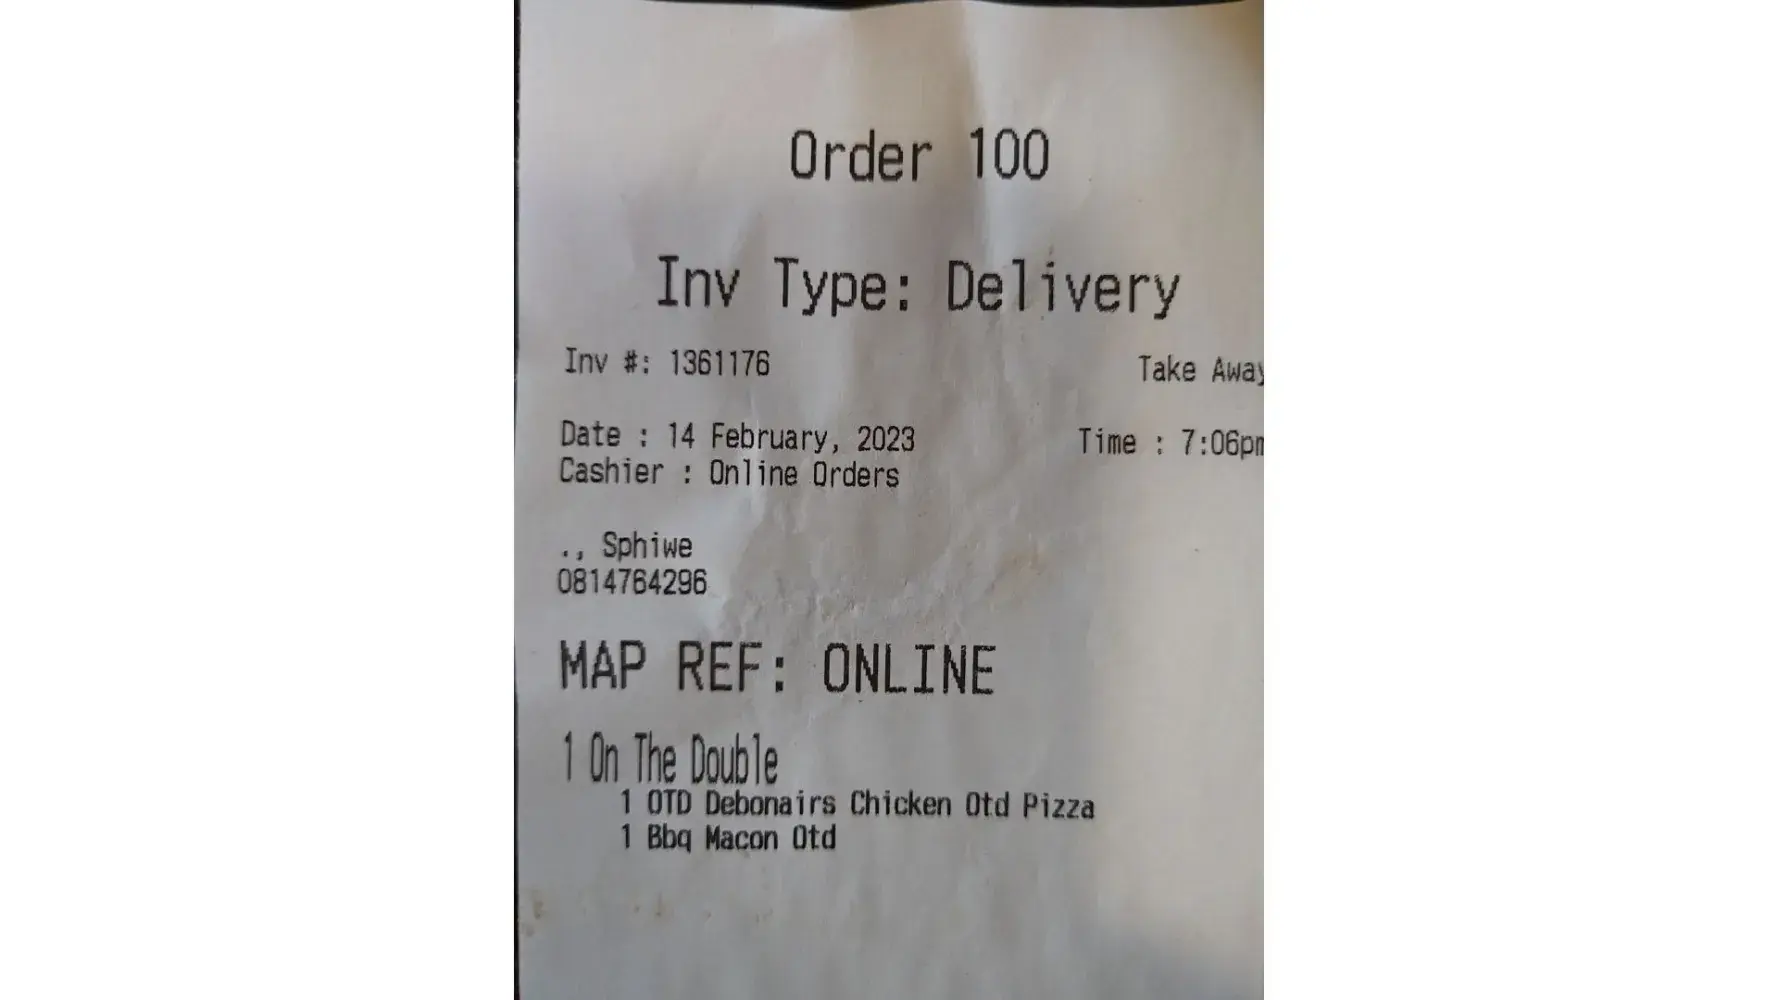 Order 100
Inv Type: Delivery
Inv #: 1361176 Take Away
Date : 14 February, 2023 Time : 7:06pm
Cashier : Online Orders
., Sphiwe
0814764296
MAP REF: ONLINE
1 On The Double
1 OTD Debonairs Chicken Otd Pizza
1 Bbq Macon Otd